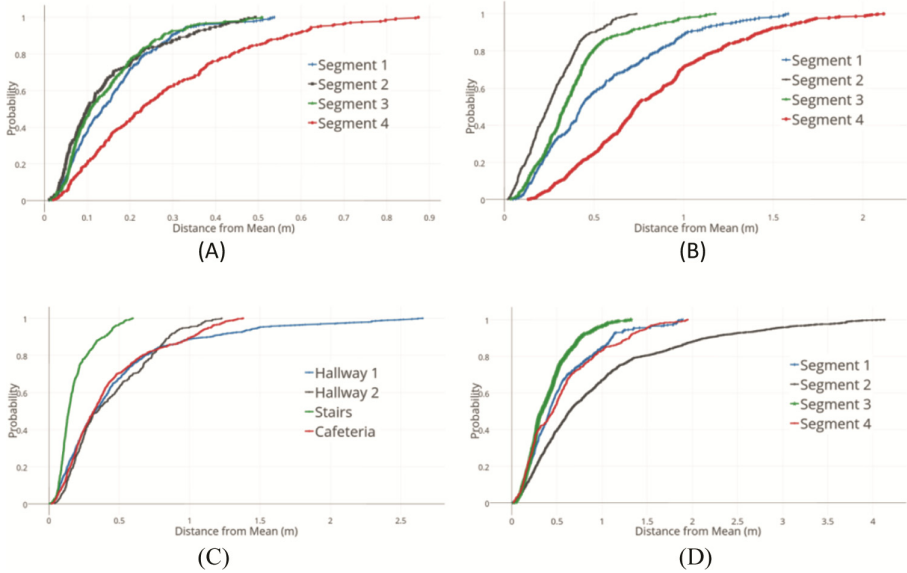 1
0.8
0.6
0.4
0.2
0
Probability
Segment 1
Segment 2
Segment 3
Segment 4
0 0.1 0.2 0.3 0.4 0.5 0.6 0.7 0.8 0.9
Distance from Mean (m)
(A)
1
0.8
0.6
0.4
0.2
0
Probability
Segment 1
Segment 2
Segment 3
Segment 4
0 0.5 1 1.5 2
Distance from Mean (m)
(B)
1
0.8
0.6
0.4
0.2
0
Probability
Hallway 1
Hallway 2
Stairs
Cafeteria
0 0.5 1 1.5 2 2.5
Distance from Mean (m)
(C)
1
0.8
0.6
0.4
0.2
0
Probability
Segment 1
Segment 2
Segment 3
Segment 4
0 0.5 1 1.5 2 2.5 3 3.5 4
Distance from Mean (m)
(D)